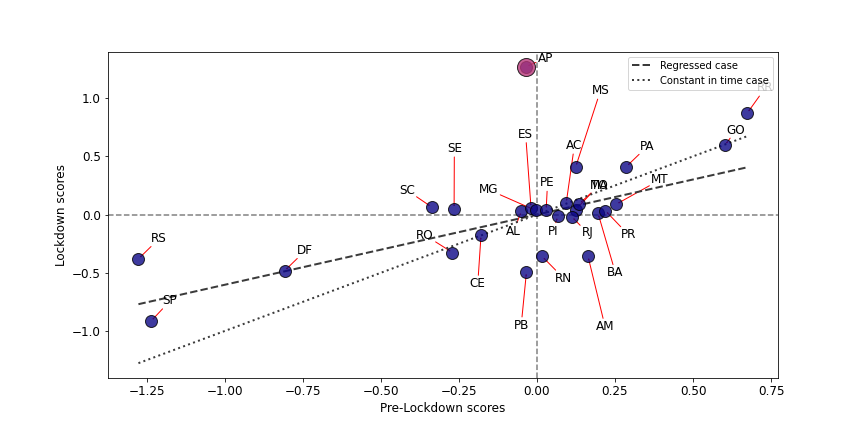 AP
Regressed case
Constant in time case
RR
MS
1.0
GO
ES
AC
PA
SE
0.5
PE
MT
SC
MG
0.0
RS
RO
AL
PI
RJ
PR
DF
BA
RN
CE
−0.5
SP
PB
AM
−1.0
−1.25
−1.00
−0.75
−0.50
−0.25
0.00
0.25
0.50
0.75
Pre-Lockdown scores
Lockdown scores